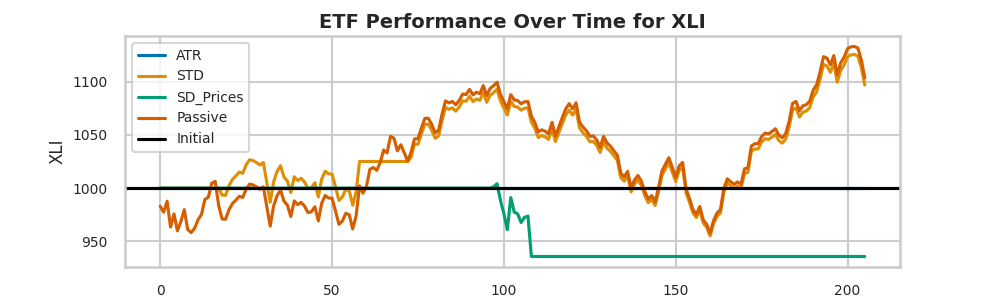 ETF Performance Over Time for XLI
ATR
STD
SD_Prices
Passive
Initial
XLI
1100
1050
1000
950
0 50 100 150 200